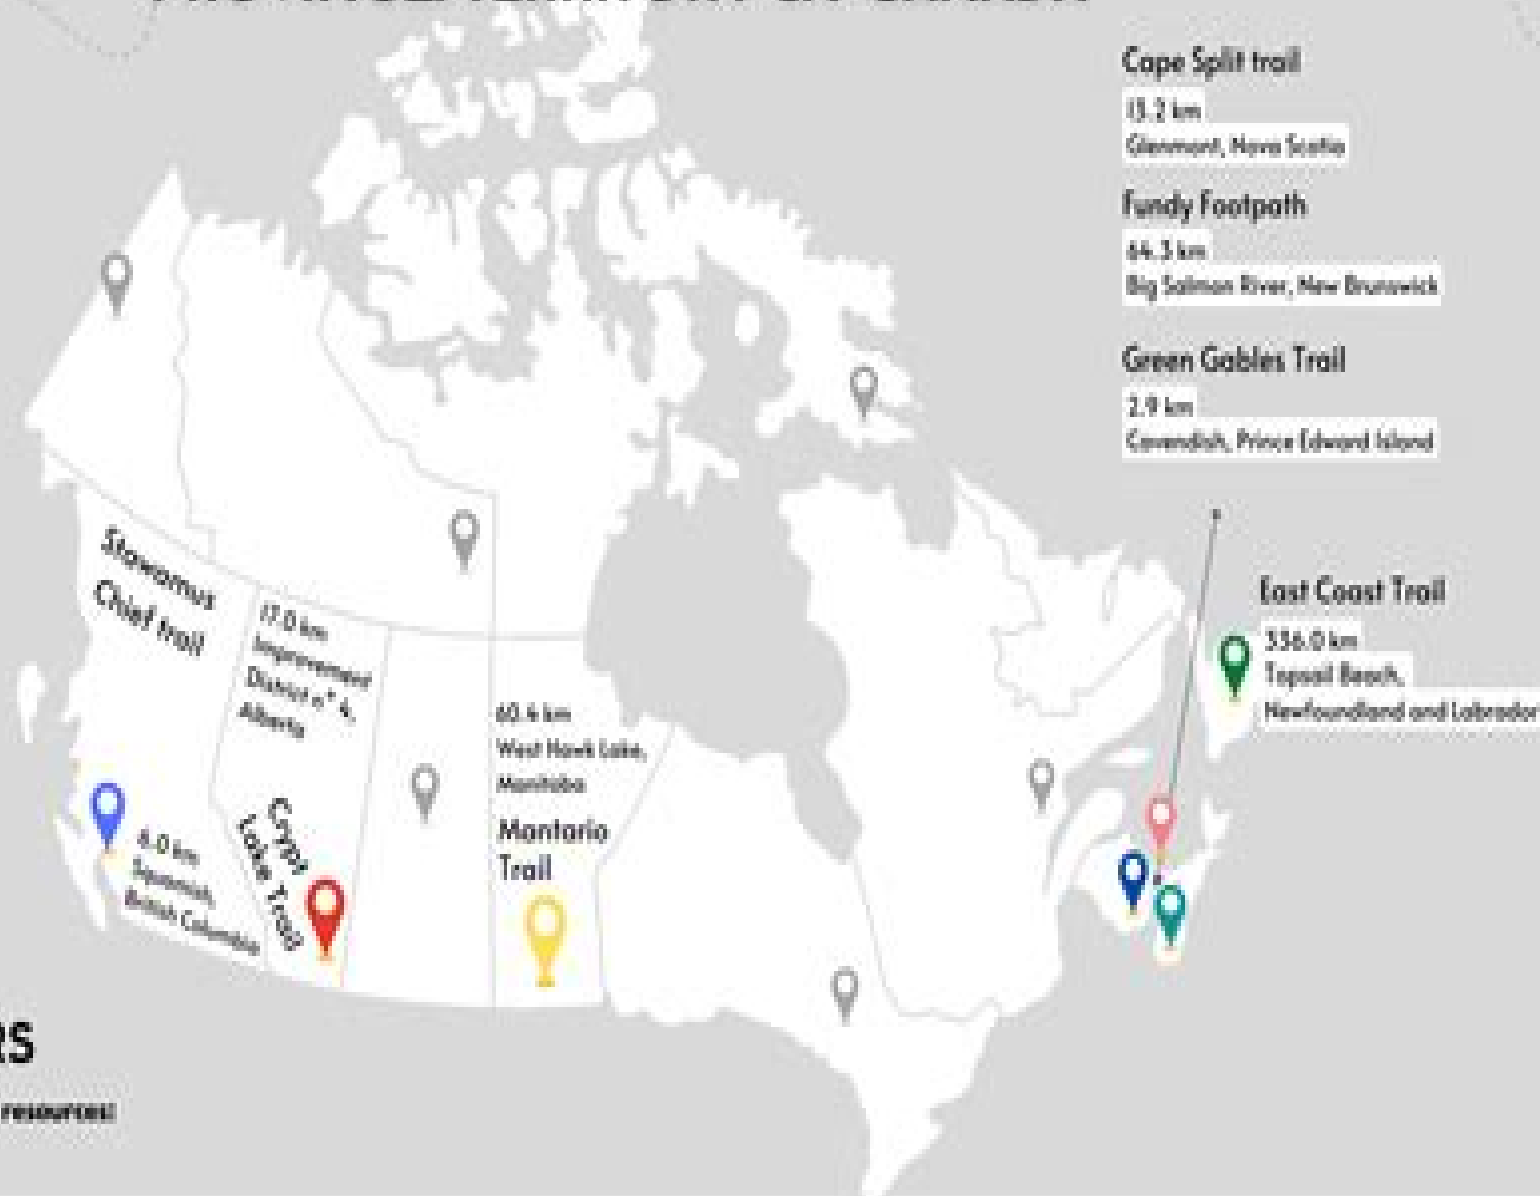 Cape Split trail
13.2 km
Glenmont, Nova Scotia
Fundy Footpath
64.3 km
Big Salmon River, New Brunswick
Green Gables Trail
2.9 km
Cavendish, Prince Edward Island
East Coast Trail
336.0 km
Topsail Beach,
Newfoundland and Labrador
Stawamus
Chief trail
6.0 km
Squamish,
British Columbia
17.0 km
Improvement
District n° 4,
Alberta
Crypt
Lake Trail
60.4 km
West Hawk Lake,
Manitoba
Mantario
Trail
RS
resources: